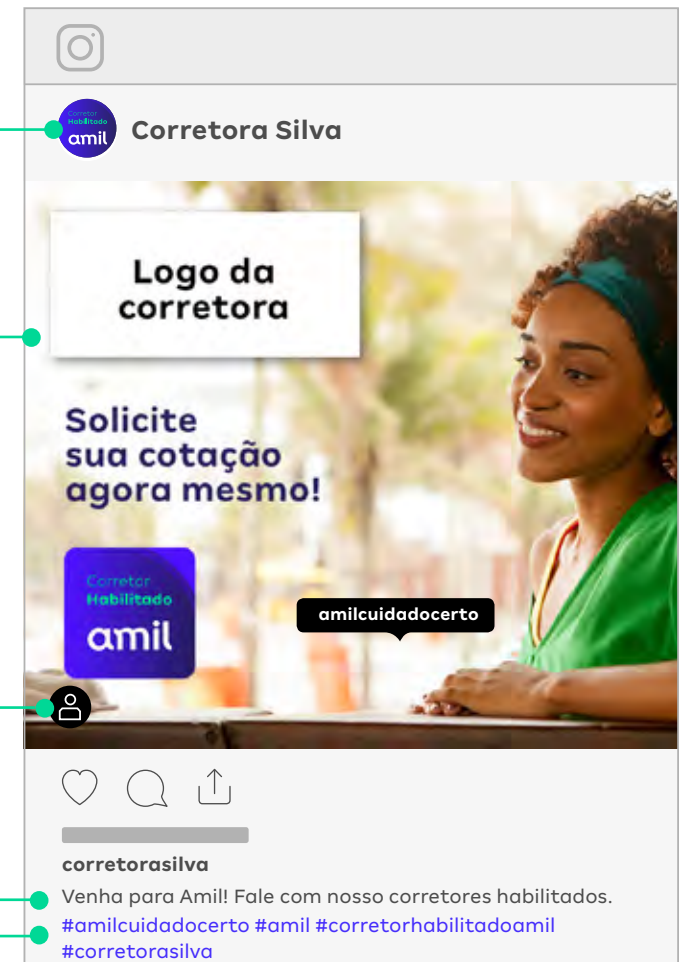 Corretor
Habilitado
amil
Corretora Silva
Logo da
corretora
Solicite
sua cotação
agora mesmo!
Corretor
Habilitado
amil
amilcuidadocerto
corretorasilva
Venha para Amil! Fale com nosso corretores habilitados.
#amilcuidadocerto #amil #corretorhabilitadoamil
#corretorasilva